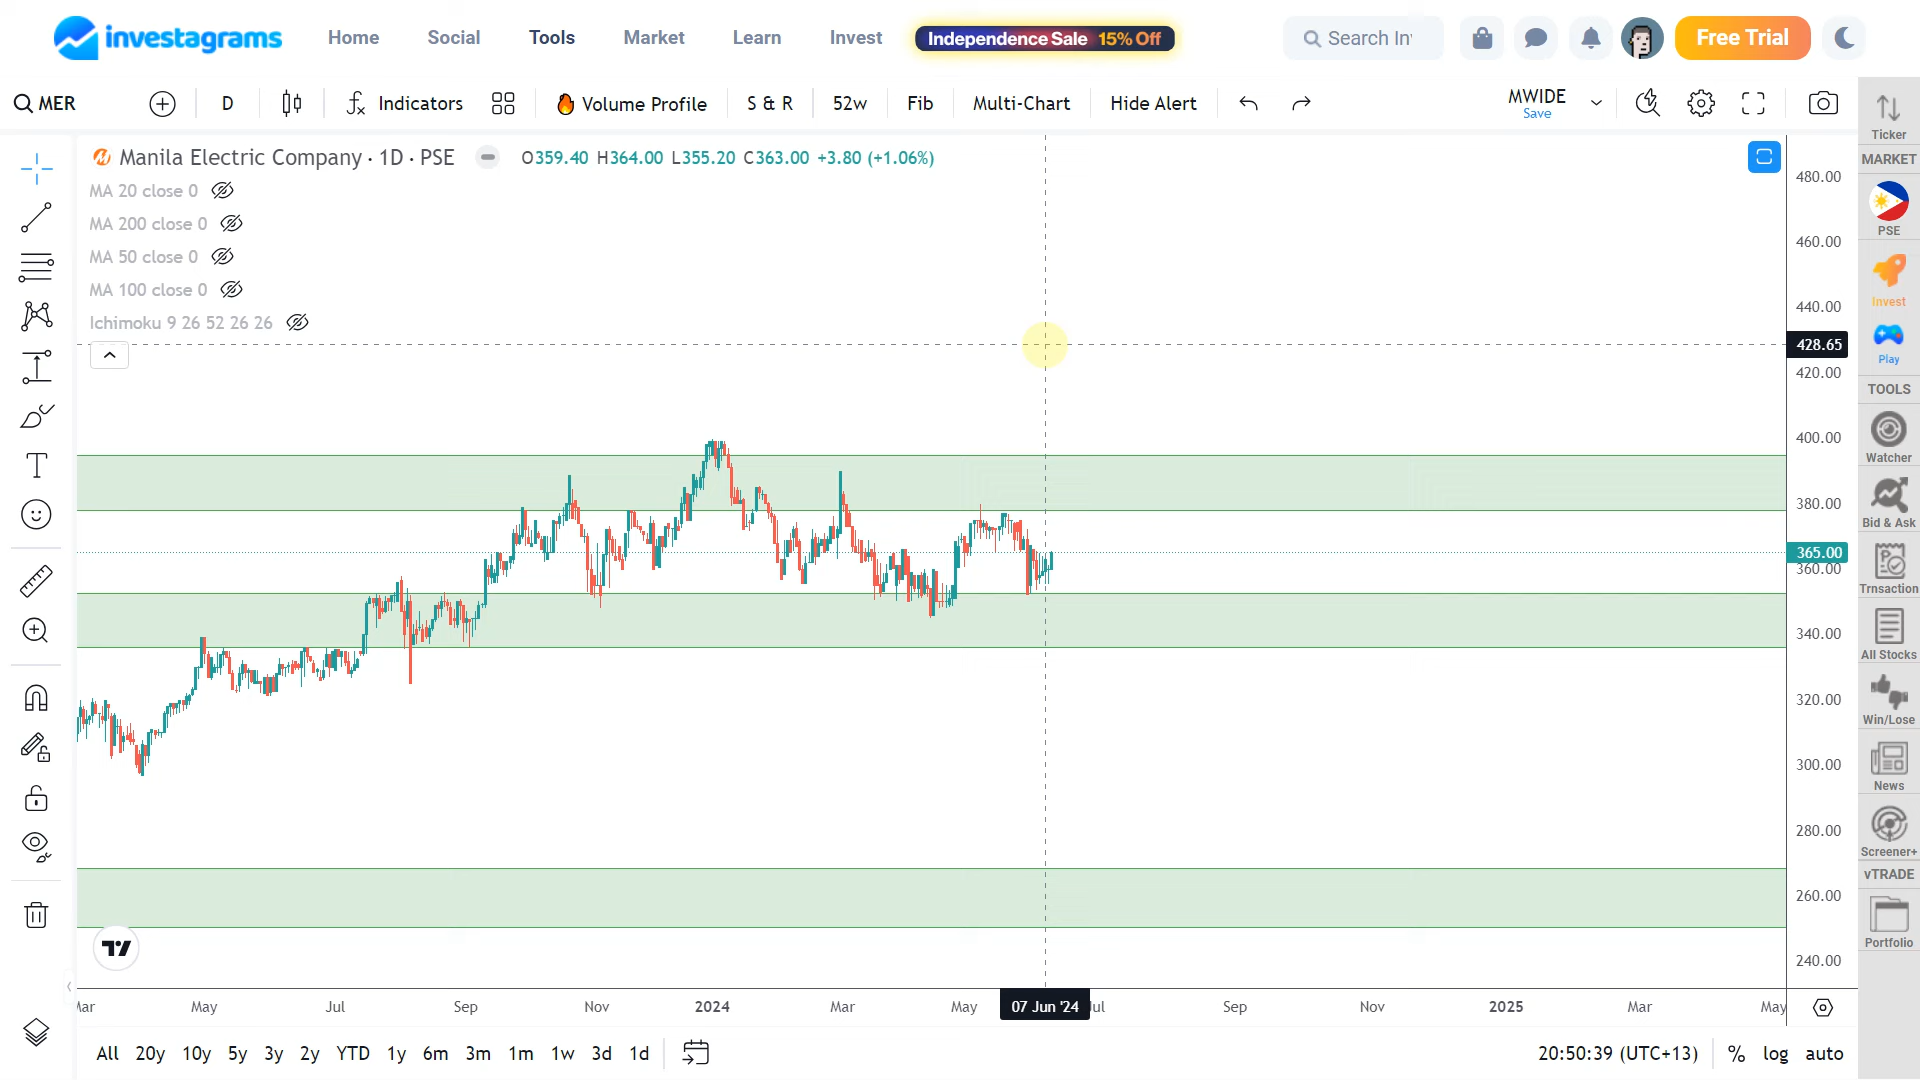 investagrams Home Social Tools Market Learn Invest Independence Sale 15% Off Search In Free Trial
MER D Indicators Volume Profile S & R 52w Fib Multi-Chart Hide Alert MWIDE
Save
Manila Electric Company · 1D · PSE O359.40 H364.00 L355.20 C363.00 +3.80 (+1.06%)
MA 20 close 0
MA 200 close 0
MA 50 close 0
MA 100 close 0
Ichimoku 9 26 52 26 26
480.00
460.00
440.00
428.65
420.00
400.00
380.00
365.00
360.00
340.00
320.00
300.00
280.00
260.00
240.00
Mar May Jul Sep Nov 2024 Mar May 07 Jun '24 Jul Sep Nov 2025 Mar May
All 20y 10y 5y 3y 2y YTD 1y 6m 3m 1m 1w 3d 1d 20:50:39 (UTC+13) % log auto
Ticker
MARKET
PSE
Invest
Play
TOOLS
Watcher
Bid & Ask
Trnsaction
All Stocks
Win/Lose
News
Screener+
vTRADE
Portfolio